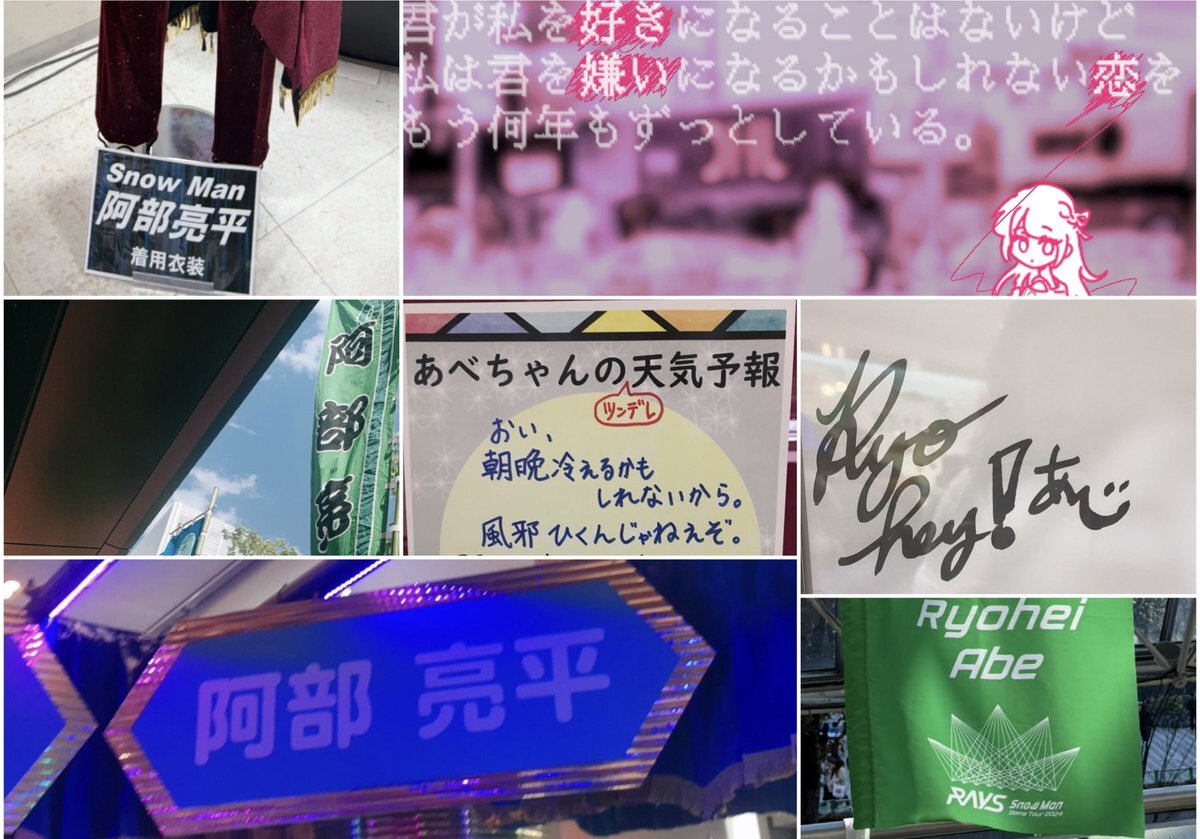 Snow Man
阿部亮平
着用衣装
君が私を好きになることはないけど
私は君を嫌いになるかもしれない恋を
もう何年もずっとしている。
阿部亮
あべちゃんの天気予報
ツンデレ
おい、
朝晩冷えるかも
しれないから。
風邪ひくんじゃねえぞ。
Ryo
hey!
あべ
阿部 亮平
Ryohei
Abe
RAYS Snow Man
Dome Tour 2024